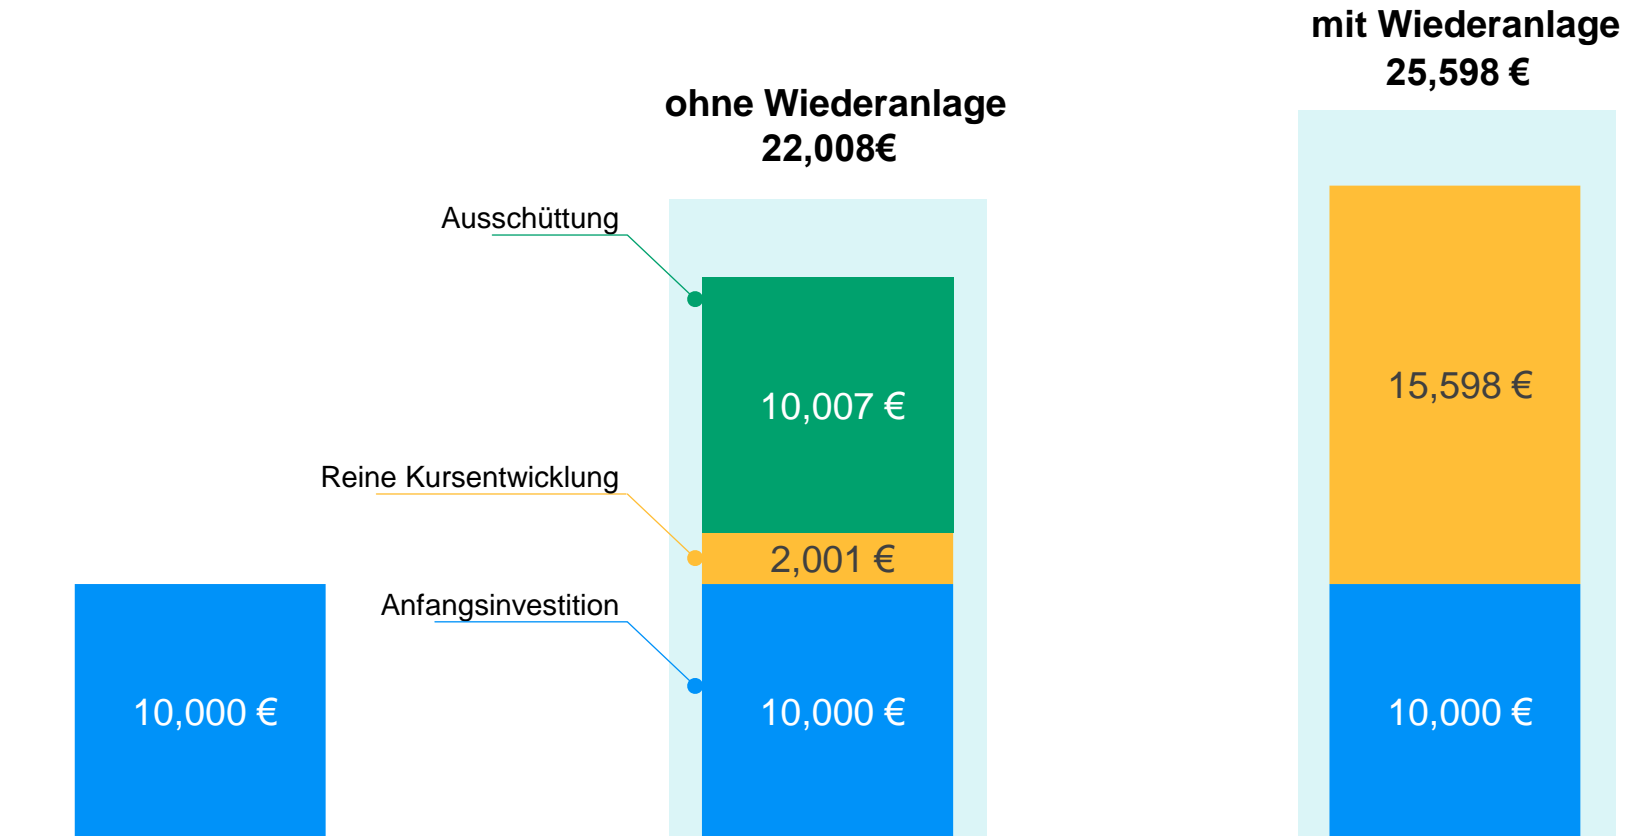 mit Wiederanlage
25,598 €
ohne Wiederanlage
22,008€
Ausschüttung
10,007 €
15,598 €
Reine Kursentwicklung
2,001 €
Anfangsinvestition
10,000 €
10,000 €
10,000 €